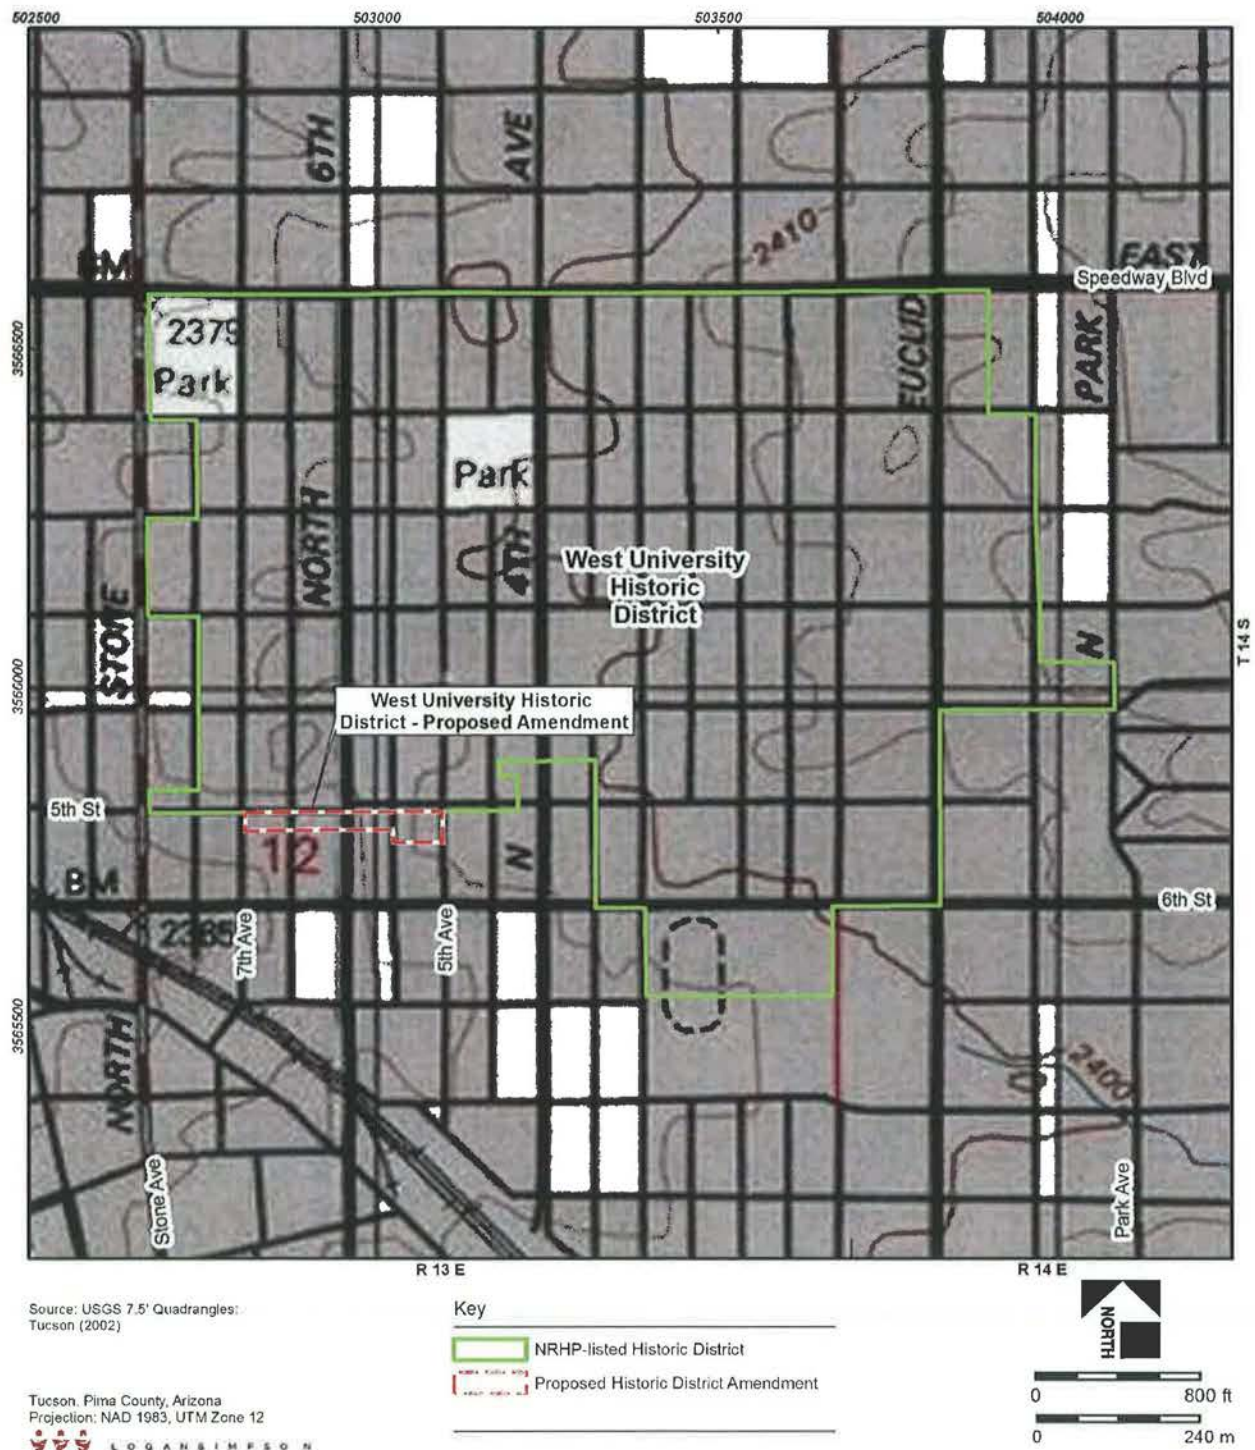 502500
503000
503500
504000
6TH
AVE
2410
BM
EAST
Speedway Blvd
3566500
2379
Park
EUCLID
PARK
Park
NORTH
4TH
West University
Historic
District
STONE
N
T 14 S
3566000
West University Historic
District - Proposed Amendment
5th St
12
N
BM
6th St
2385
7th Ave
5th Ave
3565500
NORTH
2400
Stone Ave
Park Ave
R 13 E
R 14 E
Source: USGS 7.5' Quadrangles:
Tucson (2002)
Key
NRHP-listed Historic District
Proposed Historic District Amendment
NORTH
0 800 ft
0 240 m
Tucson. Pima County, Arizona
Projection: NAD 1983, UTM Zone 12
LOGAN SIMPSON